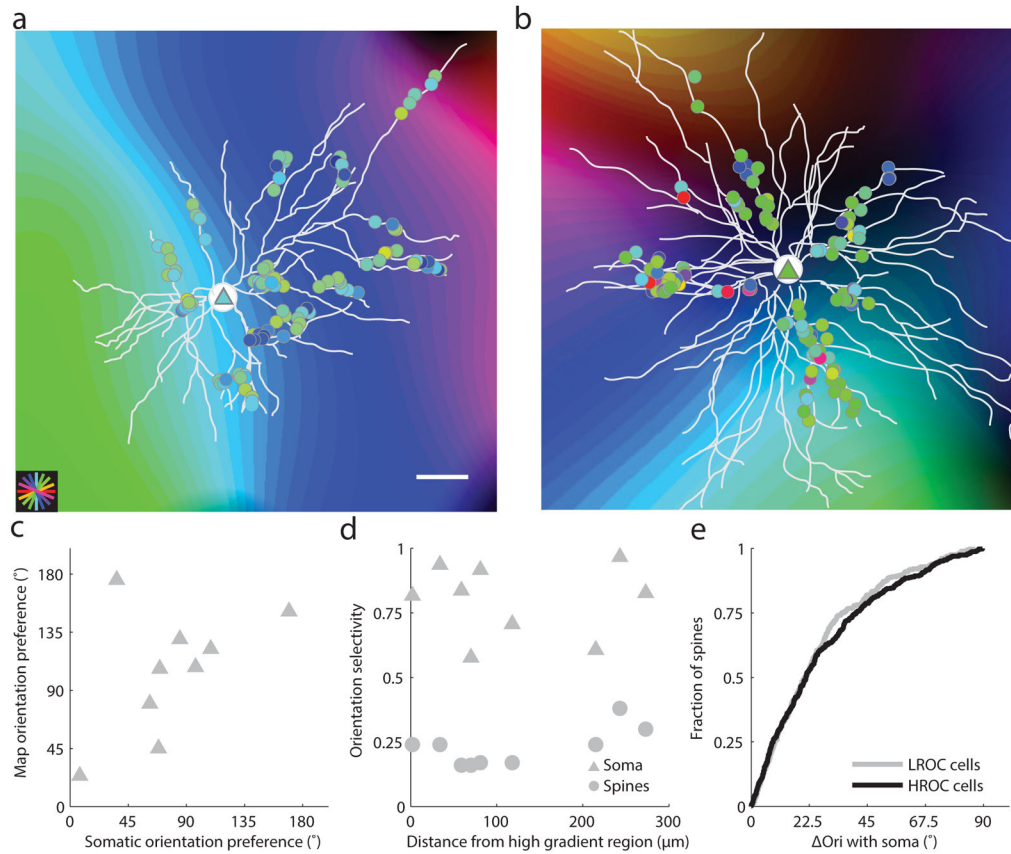 a
b
c
180
135
90
45
0
Map orientation preference (˚)
0 45 90 135 180
Somatic orientation preference (˚)
d
1
0.75
0.5
0.25
0
Orientation selectivity
Soma
Spines
0 100 200 300
Distance from high gradient region (µm)
e
1
0.75
0.5
0.25
0
Fraction of spines
LROC cells
HROC cells
0 22.5 45 67.5 90
ΔOri with soma (˚)